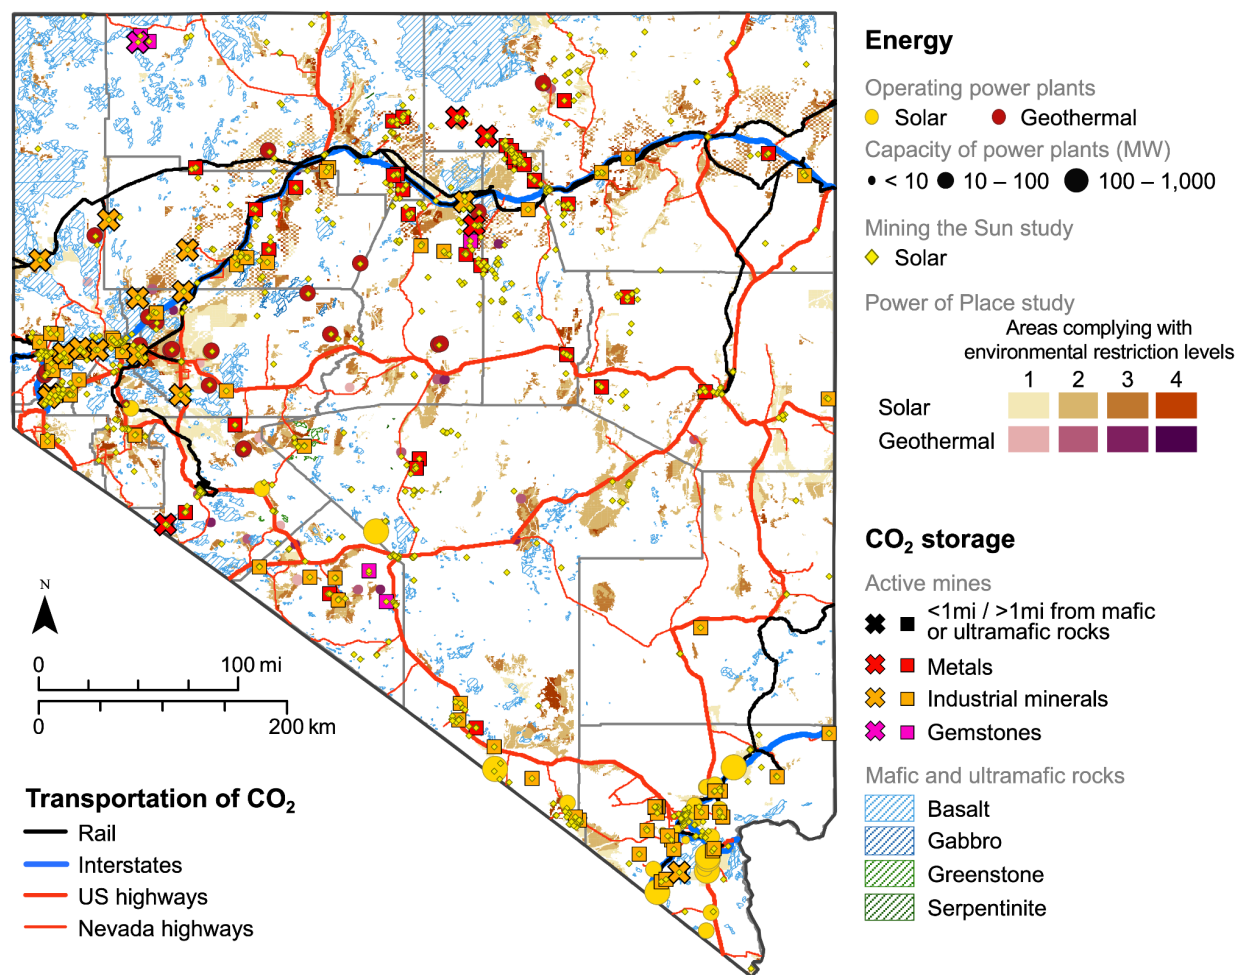 Energy
Operating power plants
Solar
Geothermal
Capacity of power plants (MW)
< 10
10 – 100
100 – 1,000
Mining the Sun study
Solar
Power of Place study
Areas complying with
environmental restriction levels
1 2 3 4
Solar
Geothermal
CO₂ storage
Active mines
<1mi / >1mi from mafic
or ultramafic rocks
Metals
Industrial minerals
Gemstones
Mafic and ultramafic rocks
Basalt
Gabbro
Greenstone
Serpentinite
N
0 100 mi
0 200 km
Transportation of CO₂
Rail
Interstates
US highways
Nevada highways